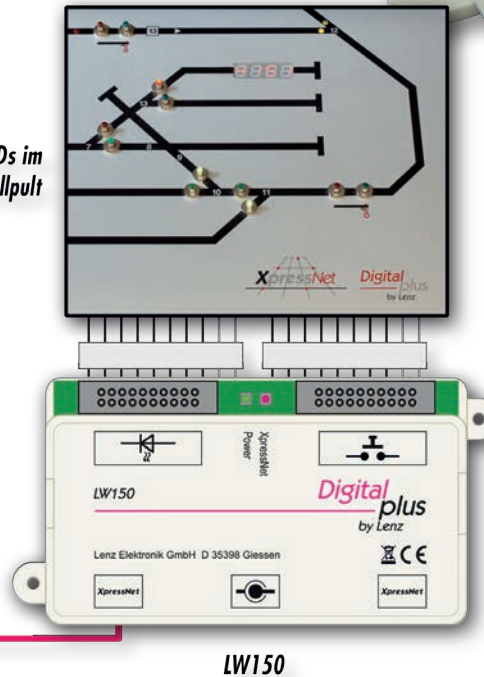 13
12
13
7
8
9
10
11
XpressNet
Digital
plus
by Lenz
Ds im
llpult
Power
XpressNet
LW150
Digital
plus
by Lenz
Lenz Elektronik GmbH D 35398 Giessen
CE
XpressNet
XpressNet
LW150